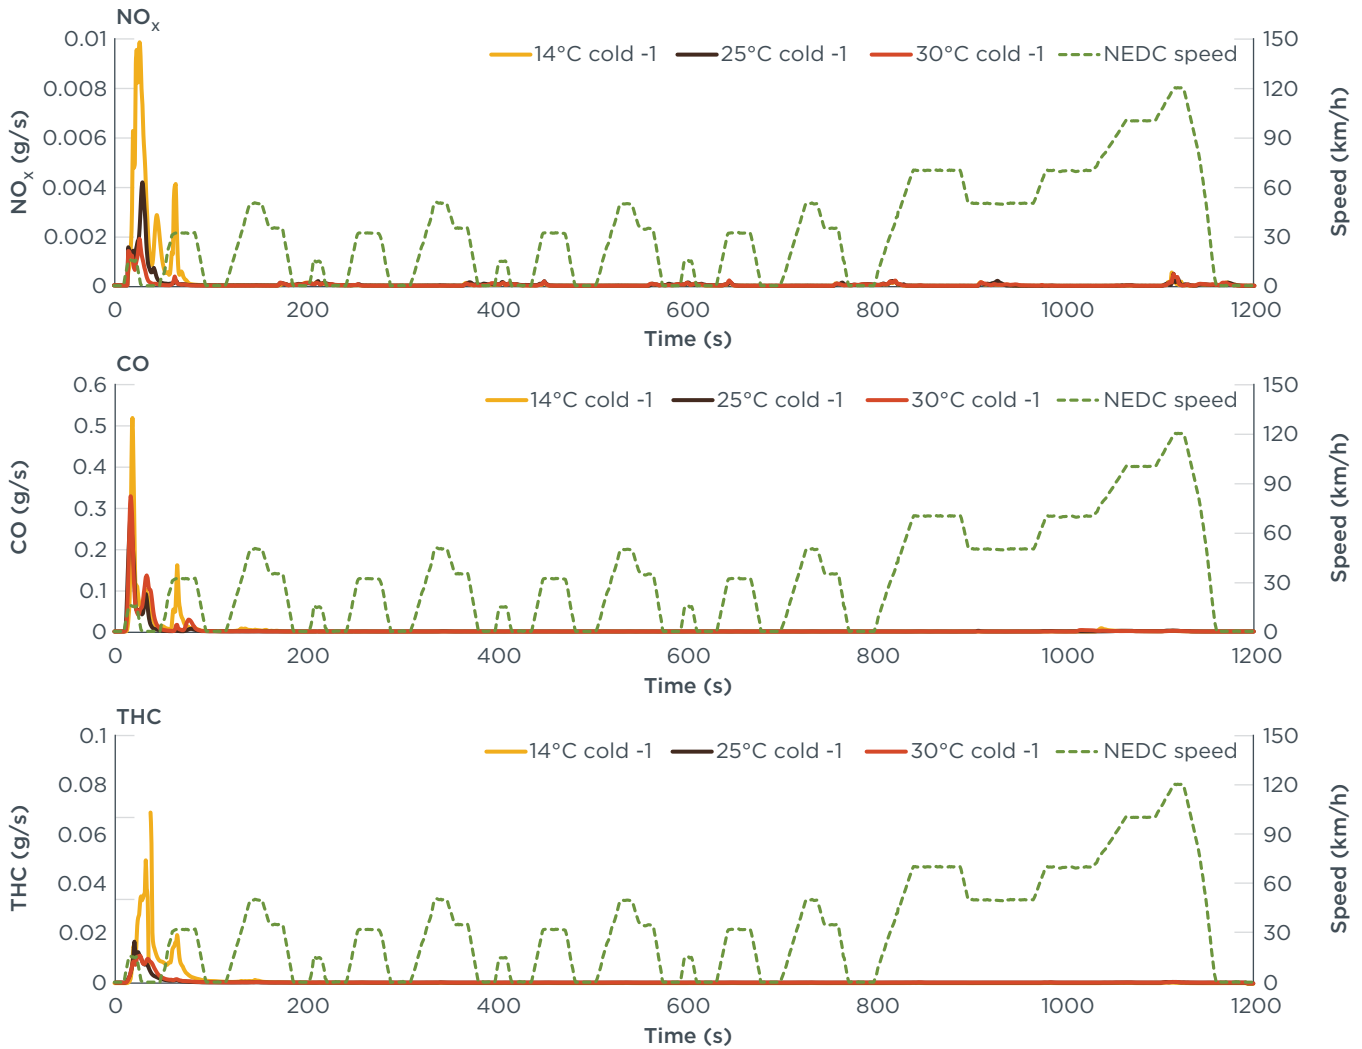 NOx
0.01
0.008
0.006
0.004
0.002
0
NOx (g/s)
14°C cold -1 25°C cold -1 30°C cold -1 NEDC speed
150
120
90
60
30
0
Speed (km/h)
0 200 400 600 800 1000 1200
Time (s)
CO
0.6
0.5
0.4
0.3
0.2
0.1
0
CO (g/s)
14°C cold -1 25°C cold -1 30°C cold -1 NEDC speed
150
120
90
60
30
0
Speed (km/h)
0 200 400 600 800 1000 1200
Time (s)
THC
0.1
0.08
0.06
0.04
0.02
0
THC (g/s)
14°C cold -1 25°C cold -1 30°C cold -1 NEDC speed
150
120
90
60
30
0
Speed (km/h)
0 200 400 600 800 1000 1200
Time (s)